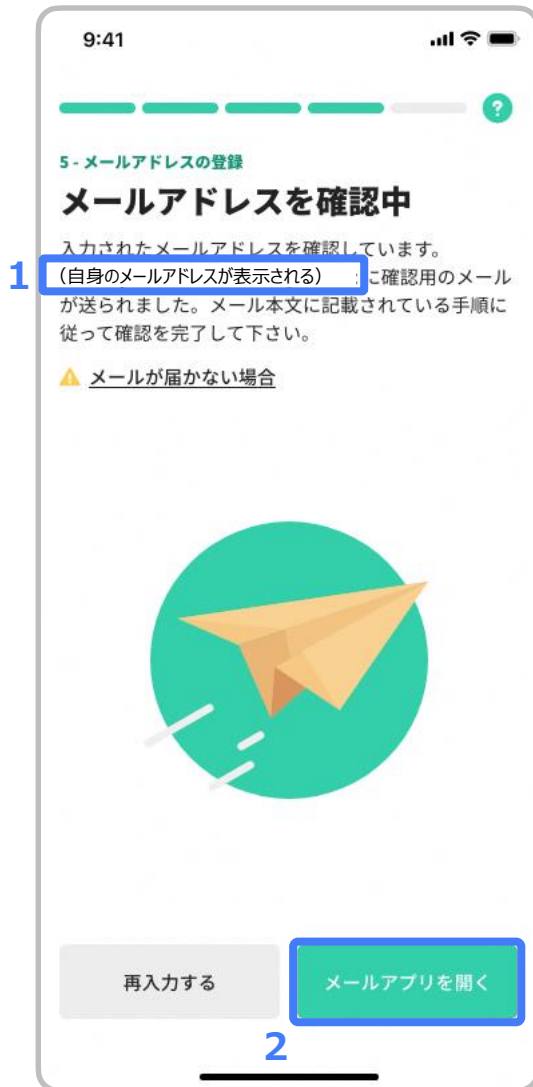 9:41
?
5 - メールアドレスの登録
メールアドレスを確認中
入力されたメールアドレスを確認しています。
1 (自身のメールアドレスが表示される) に確認用のメール
が送られました。メール本文に記載されている手順に
従って確認を完了して下さい。
メールが届かない場合
再入力する メールアプリを開く
2